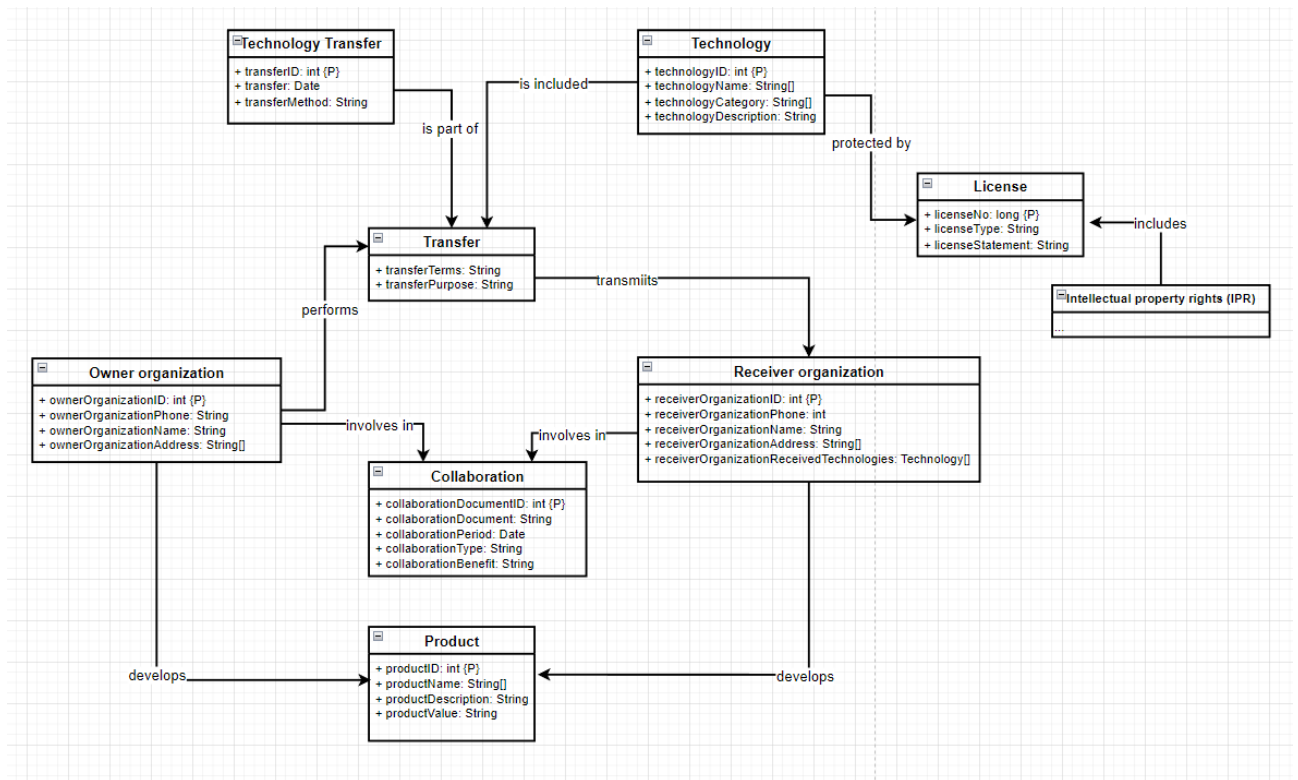 Technology Transfer
+ transferID: int {P}
+ transfer: Date
+ transferMethod: String
Technology
+ technologyID: int {P}
+ technologyName: String[]
+ technologyCategory: String[]
+ technologyDescription: String
is included
is part of
protected by
License
+ licenseNo: long {P}
+ licenseType: String
+ licenseStatement: String
includes
Intellectual property rights (IPR)
...
Transfer
+ transferTerms: String
+ transferPurpose: String
transmiits
performs
Owner organization
+ ownerOrganizationID: int {P}
+ ownerOrganizationPhone: String
+ ownerOrganizationName: String
+ ownerOrganizationAddress: String[]
Receiver organization
+ receiverOrganizationID: int {P}
+ receiverOrganizationPhone: int
+ receiverOrganizationName: String
+ receiverOrganizationAddress: String[]
+ receiverOrganizationReceivedTechnologies: Technology[]
involves in
involves in
Collaboration
+ collaborationDocumentID: int {P}
+ collaborationDocument: String
+ collaborationPeriod: Date
+ collaborationType: String
+ collaborationBenefit: String
Product
+ productID: int {P}
+ productName: String[]
+ productDescription: String
+ productValue: String
develops
develops